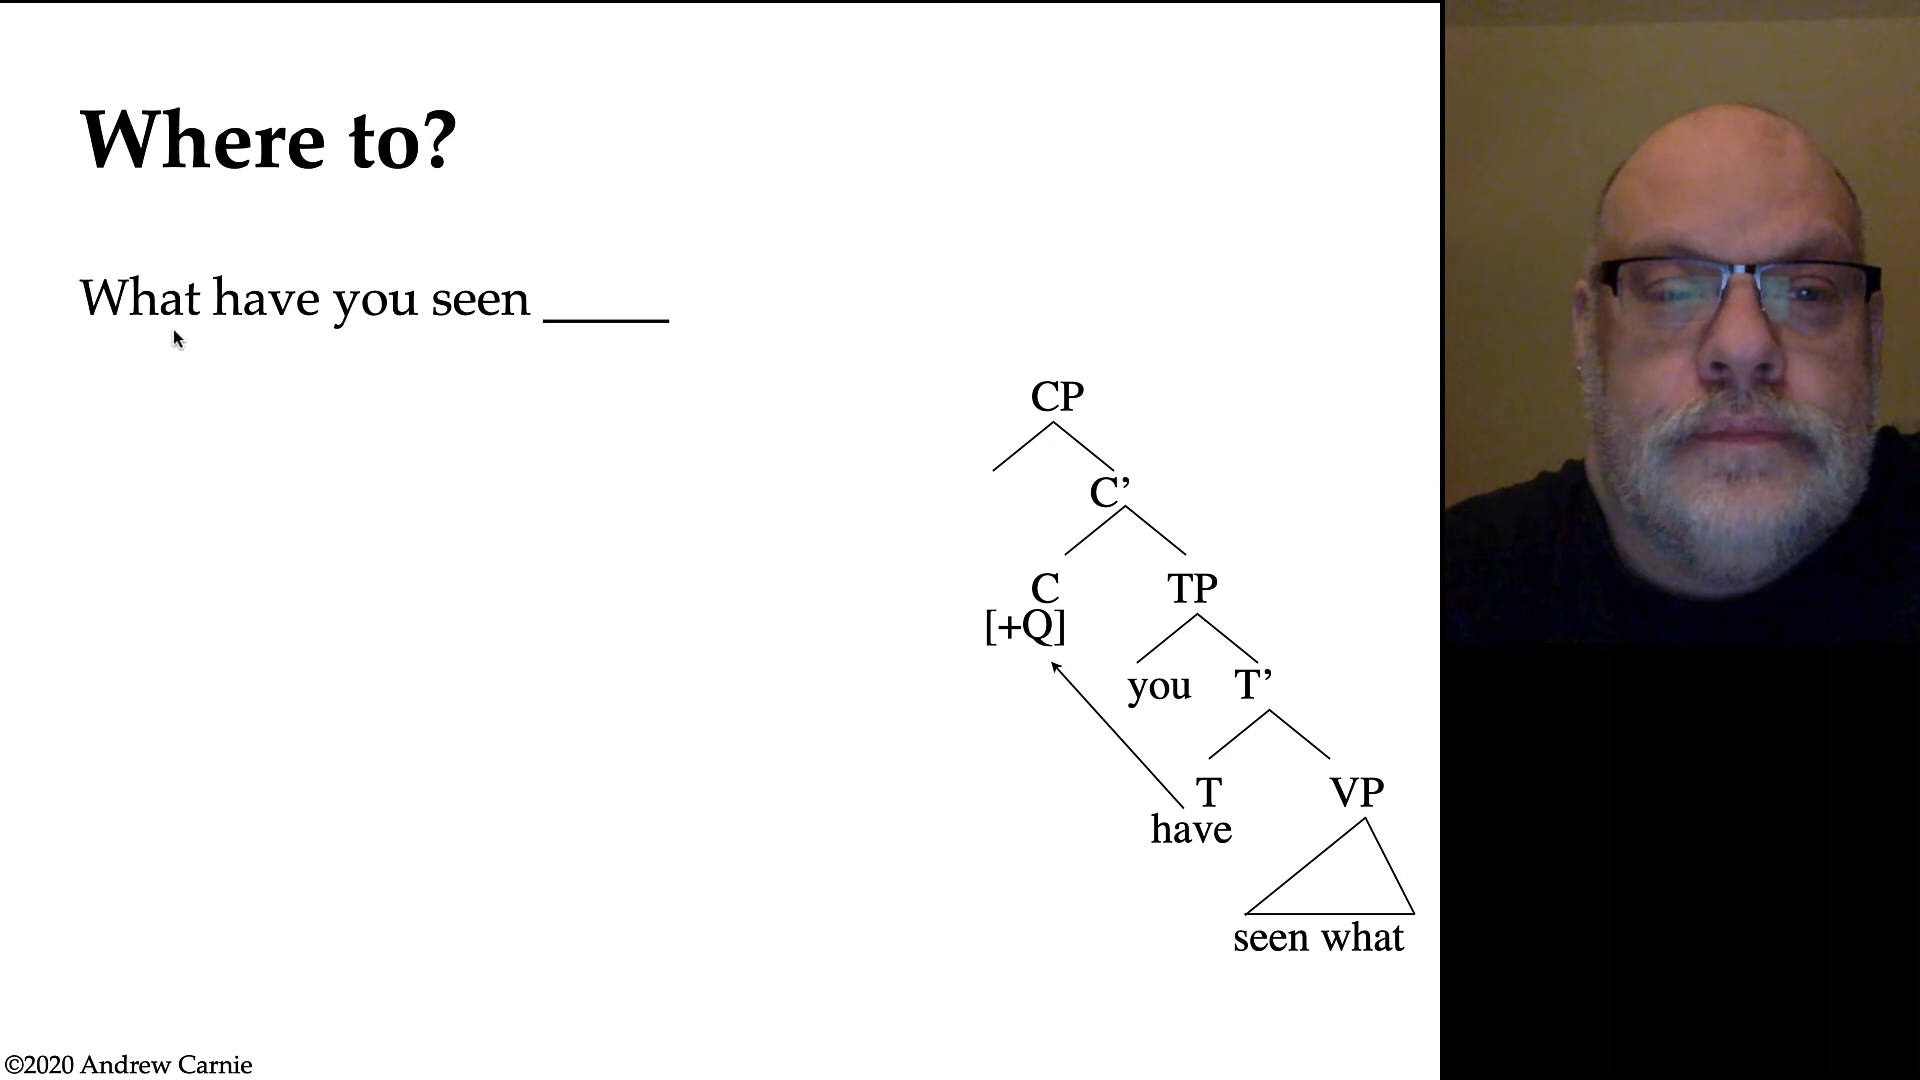 Where to?
What have you seen _____
CP
C’
C TP
[+Q]
you T’
T VP
have
seen what
©2020 Andrew Carnie